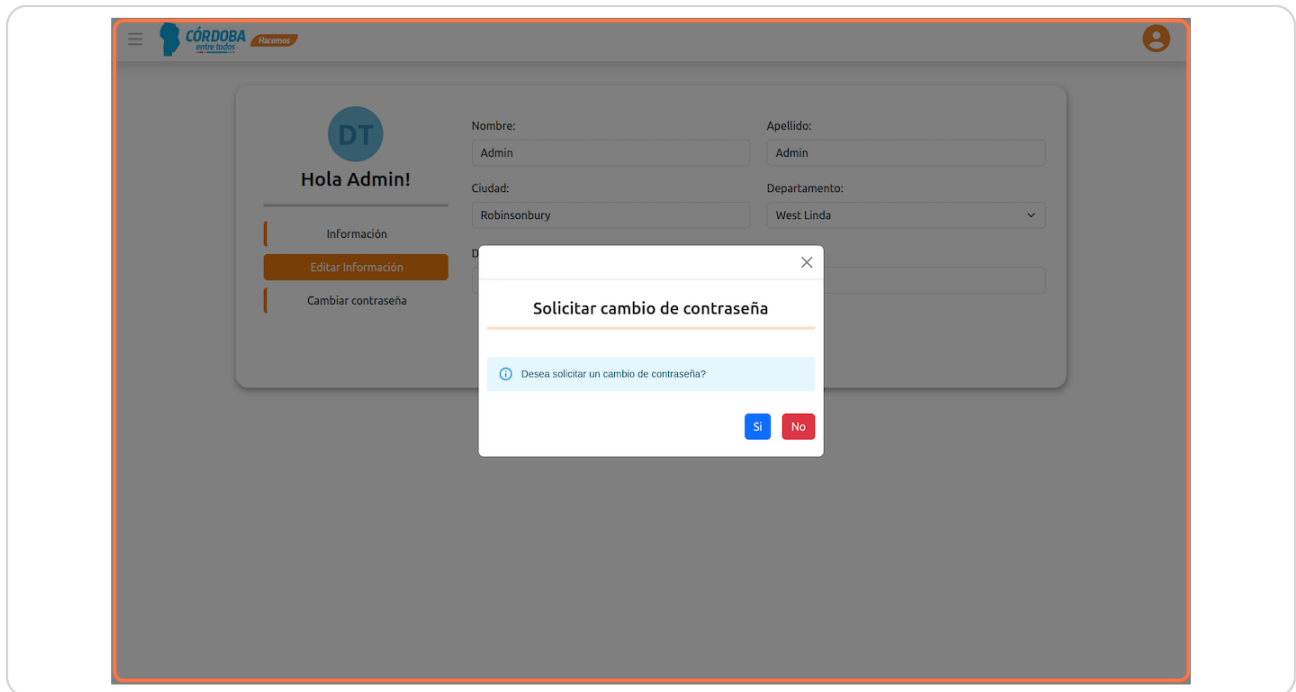 CÓRDOBA
entre todos
Hacemos
DT
Hola Admin!
Información
Editar Información
Cambiar contraseña
Nombre:
Admin
Apellido:
Admin
Ciudad:
Robinsonbury
Departamento:
West Linda
D
Solicitar cambio de contraseña
Desea solicitar un cambio de contraseña?
Si
No